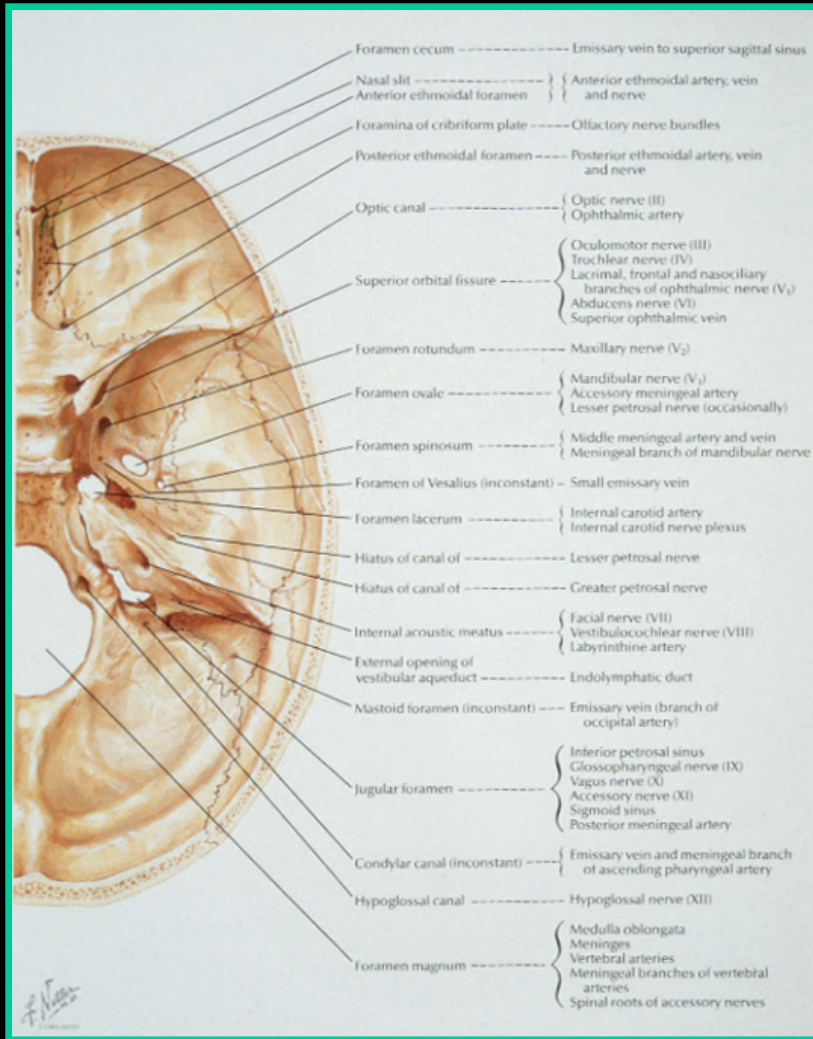 Foramen cecum Emissary vein to superior sagittal sinus
Nasal slit Anterior ethmoidal artery, vein
Anterior ethmoidal foramen and nerve
Foramina of cribriform plate Olfactory nerve bundles
Posterior ethmoidal foramen Posterior ethmoidal artery, vein
and nerve
Optic canal Optic nerve (II)
Ophthalmic artery
Oculomotor nerve (III)
Trochlear nerve (IV)
Lacrimal, frontal and nasociliary
Superior orbital fissure branches of ophthalmic nerve (V₁)
Abducens nerve (VI)
Superior ophthalmic vein
Foramen rotundum Maxillary nerve (V₂)
Mandibular nerve
Foramen ovale Accessory meningeal artery
Lesser petrosal nerve (occasionally)
Foramen spinosum Middle meningeal artery and vein
Meningeal branch of mandibular nerve
Foramen of Vesalius (inconstant) – Small emissary vein
Foramen lacerum Internal carotid artery
Internal carotid nerve plexus
Hiatus of canal of Lesser petrosal nerve
Hiatus of canal of Greater petrosal nerve
Facial nerve (VII)
Internal acoustic meatus Vestibulocochlear nerve (VIII)
Labyrinthine artery
External opening of
vestibular aqueduct Endolymphatic duct
Mastoid foramen (inconstant) Emissary vein (branch of
occipital artery)
Inferior petrosal sinus
Glossopharyngeal nerve (IX)
Vagus nerve (X)
Jugular foramen Accessory nerve (XI)
Sigmoid sinus
Posterior meningeal artery
Condylar canal (inconstant) Emissary vein and meningeal branch
of ascending pharyngeal artery
Hypoglossal canal Hypoglossal nerve (XII)
Medulla oblongata
Meninges
Vertebral arteries
Foramen magnum Meningeal branches of vertebral
arteries
Spinal roots of accessory nerves
F. Netter
M.D.